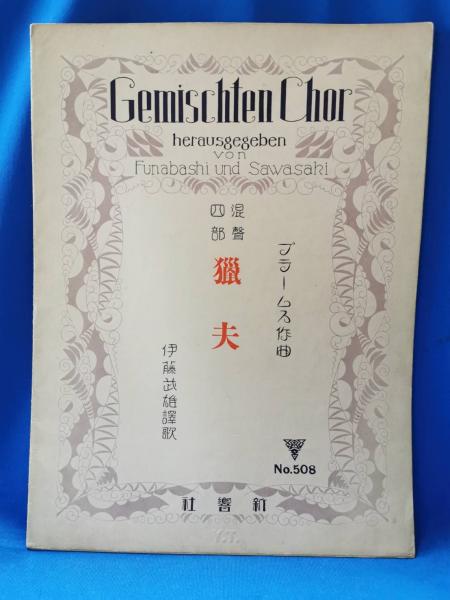 Gemischten Chor
herausgegeben
von
Funabashi und Sawasaki
ブラームス作曲
混聲
四部
獵夫
伊藤武雄譯歌
No.508
社響新